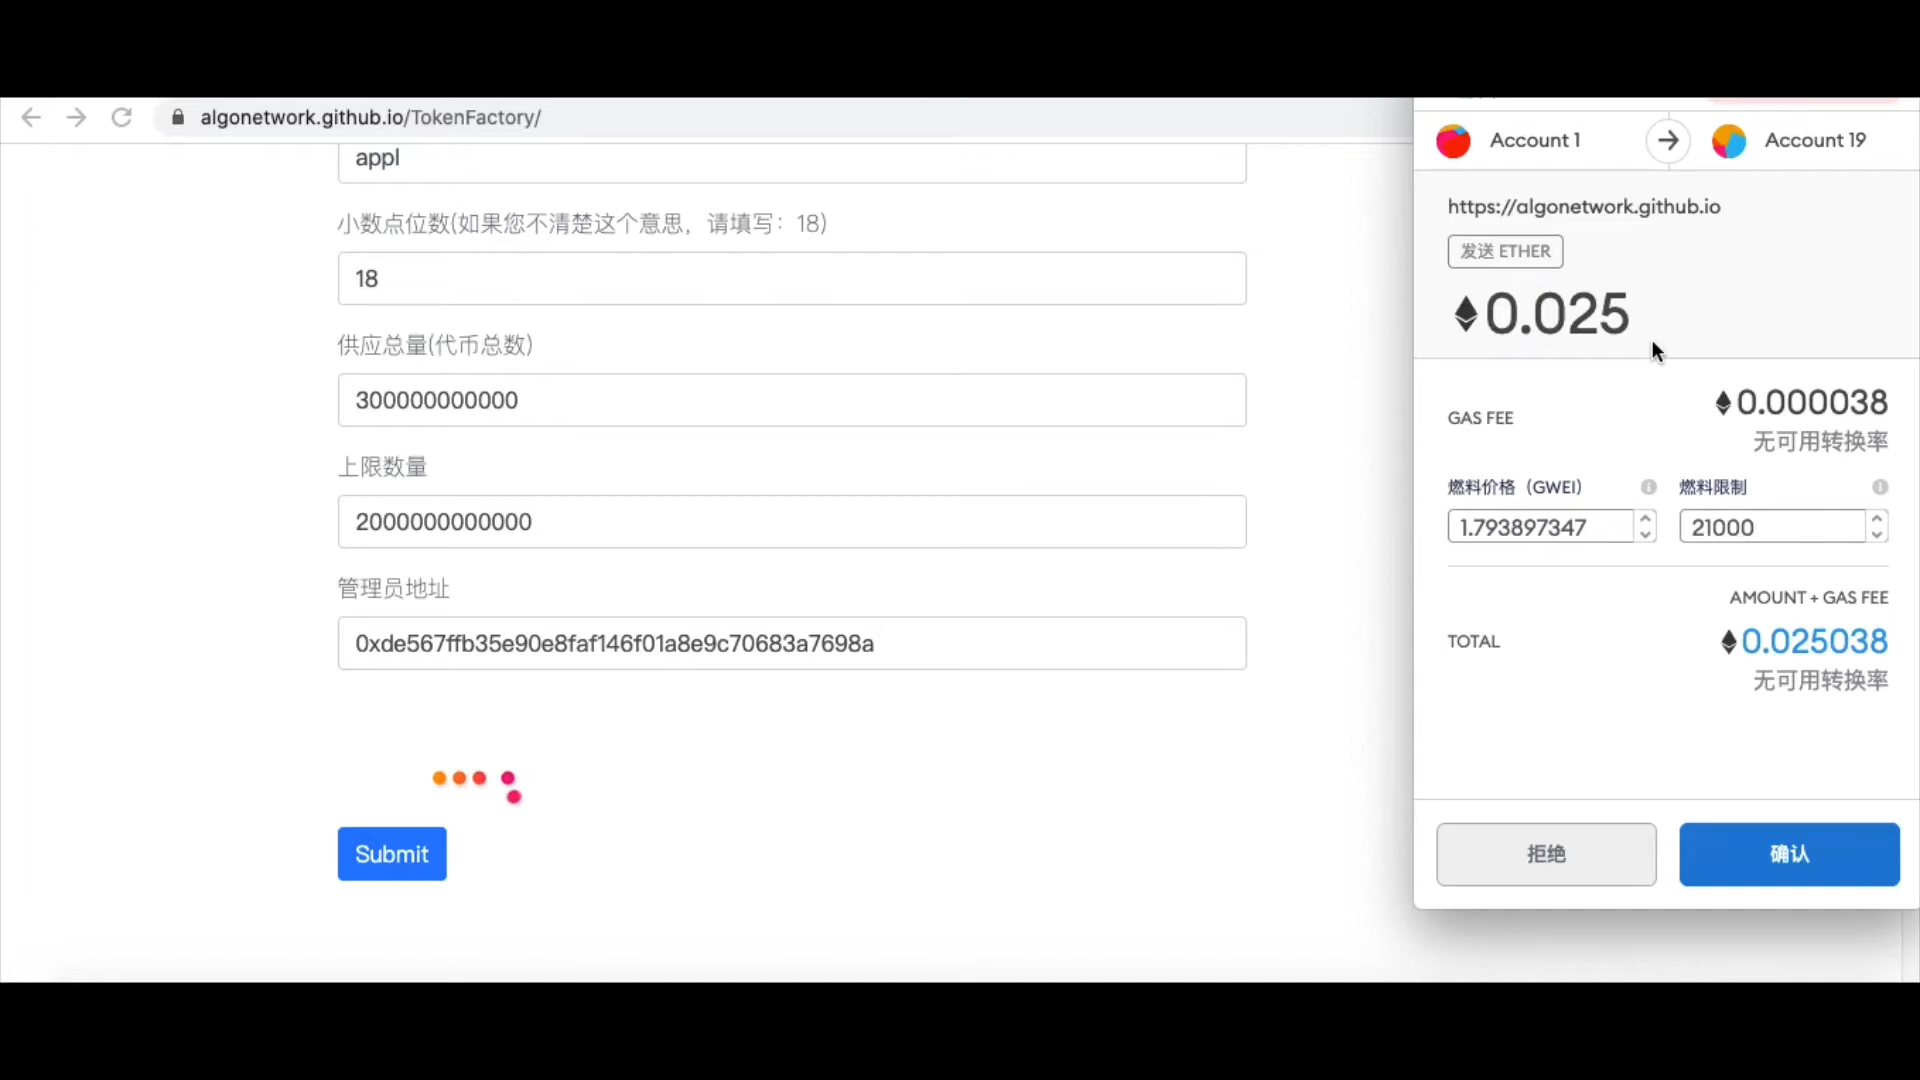 algonetwork.github.io/TokenFactory/
appl
小数点位数(如果您不清楚这个意思，请填写：18)
18
供应总量(代币总数)
300000000000
上限数量
2000000000000
管理员地址
0xde567ffb35e90e8faf146f01a8e9c70683a7698a
Submit
Account 1
Account 19
https://algonetwork.github.io
发送 ETHER
0.025
GAS FEE
0.000038
无可用转换率
燃料价格（GWEI）
燃料限制
1.793897347
21000
AMOUNT + GAS FEE
TOTAL
0.025038
无可用转换率
拒绝
确认